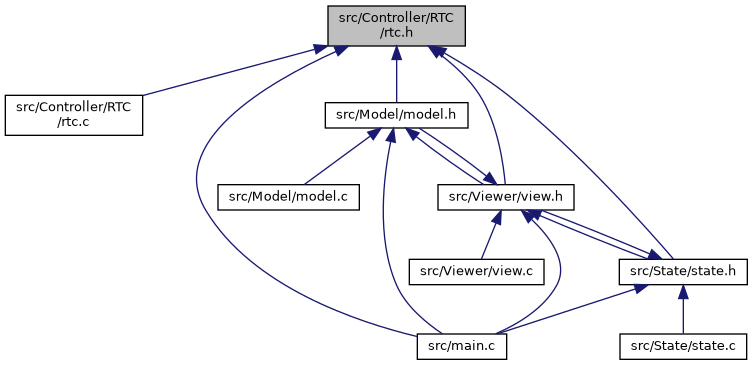 src/Controller/RTC
/rtc.h
src/Controller/RTC
/rtc.c
src/Model/model.h
src/Model/model.c
src/Viewer/view.h
src/Viewer/view.c
src/State/state.h
src/main.c
src/State/state.c